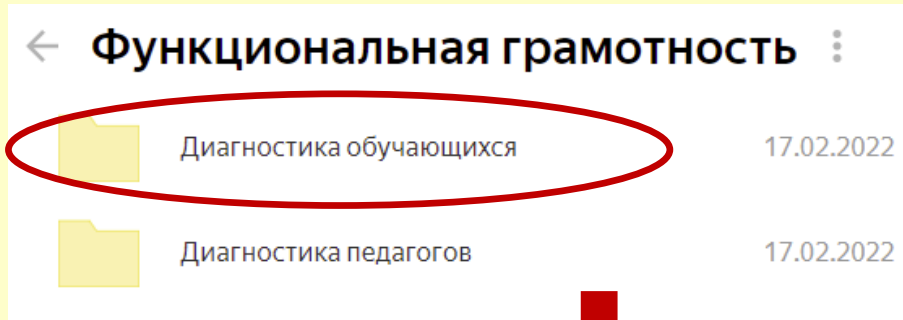 Функциональная грамотность
Диагностика обучающихся 17.02.2022
Диагностика педагогов 17.02.2022